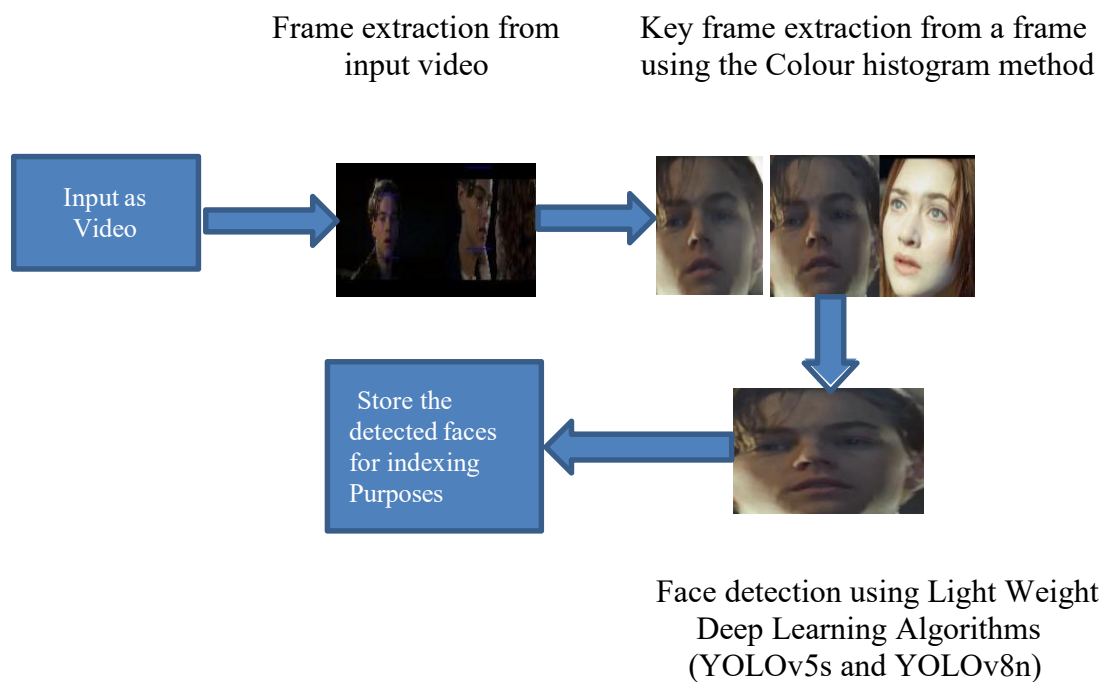 Frame extraction from
input video
Key frame extraction from a frame
using the Colour histogram method
Input as
Video
Store the
detected faces
for indexing
Purposes
Face detection using Light Weight
Deep Learning Algorithms
(YOLOv5s and YOLOv8n)